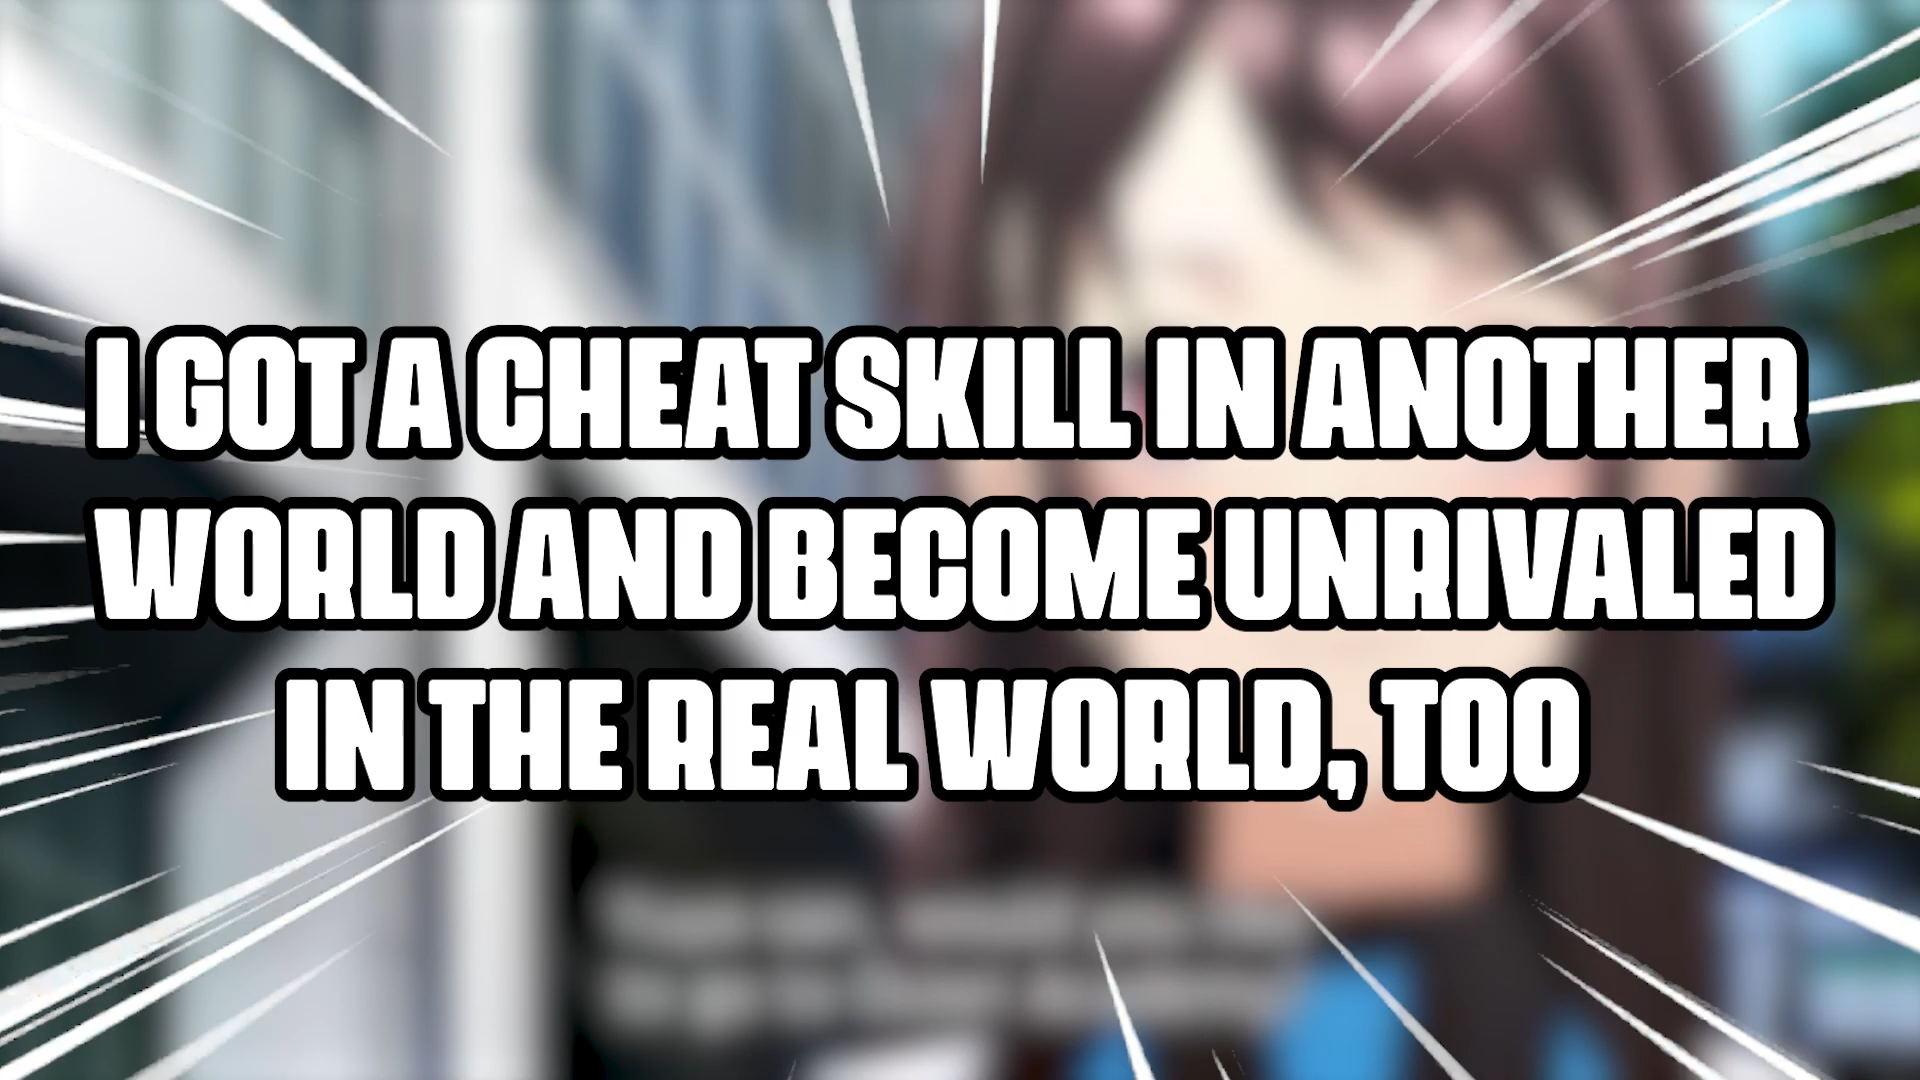 I GOT A CHEAT SKILL IN ANOTHER
WORLD AND BECOME UNRIVALED
IN THE REAL WORLD, TOO